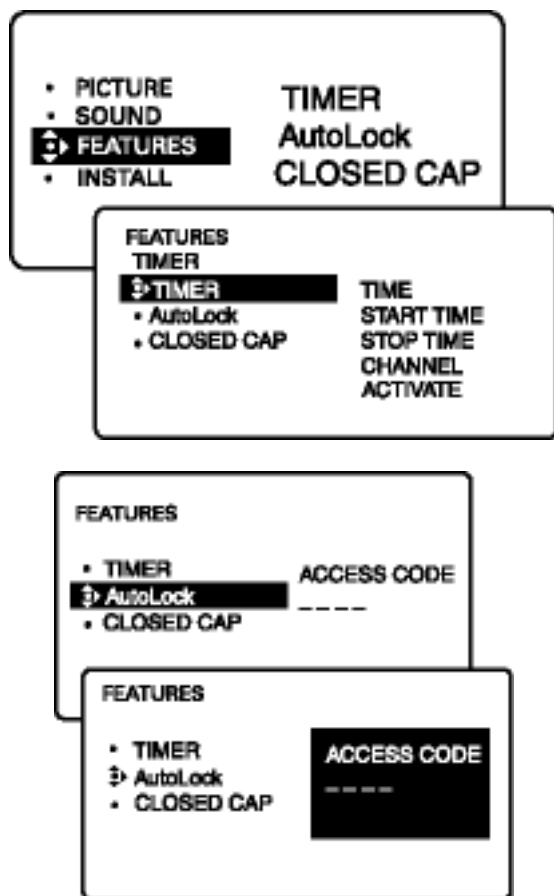 • PICTURE
• SOUND
FEATURES
• INSTALL
TIMER
AutoLock
CLOSED CAP
FEATURES
TIMER
TIMER
• AutoLock
• CLOSED CAP
TIME
START TIME
STOP TIME
CHANNEL
ACTIVATE
FEATURES
• TIMER
AutoLock
• CLOSED CAP
ACCESS CODE
_ _ _ _
FEATURES
• TIMER
AutoLock
• CLOSED CAP
ACCESS CODE
_ _ _ _